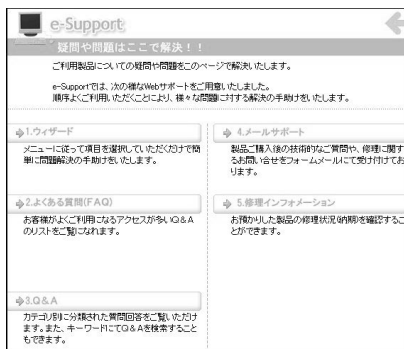 e-Support
疑問や問題はここで解決！！
ご利用製品についての疑問や問題をこのページで解決いたします。
e-Supportでは、次の様なWebサポートをご用意いたしました。
順序よくご利用いただくことにより、様々な問題に対する解決の手助けをいたします。
1.ウィザード
メニューに従って項目を選択していただくだけで簡
単に問題解決の手助けをいたします。
2.よくある質問(FAQ)
お客様がよくご利用になるアクセスが多いQ&A
のリストをご覧になれます。
3.Q&A
カテゴリ別に分類された質問回答をご覧いただけ
ます。また、キーワードにてQ&Aを検索すること
もできます。
4.メールサポート
製品ご購入後の技術的なご質問や、修理に関す
るお問い合せをフォームメールにて受け付けてお
ります。
5.修理インフォメーション
お預かりした製品の修理状況(納期)を確認するこ
とができます。